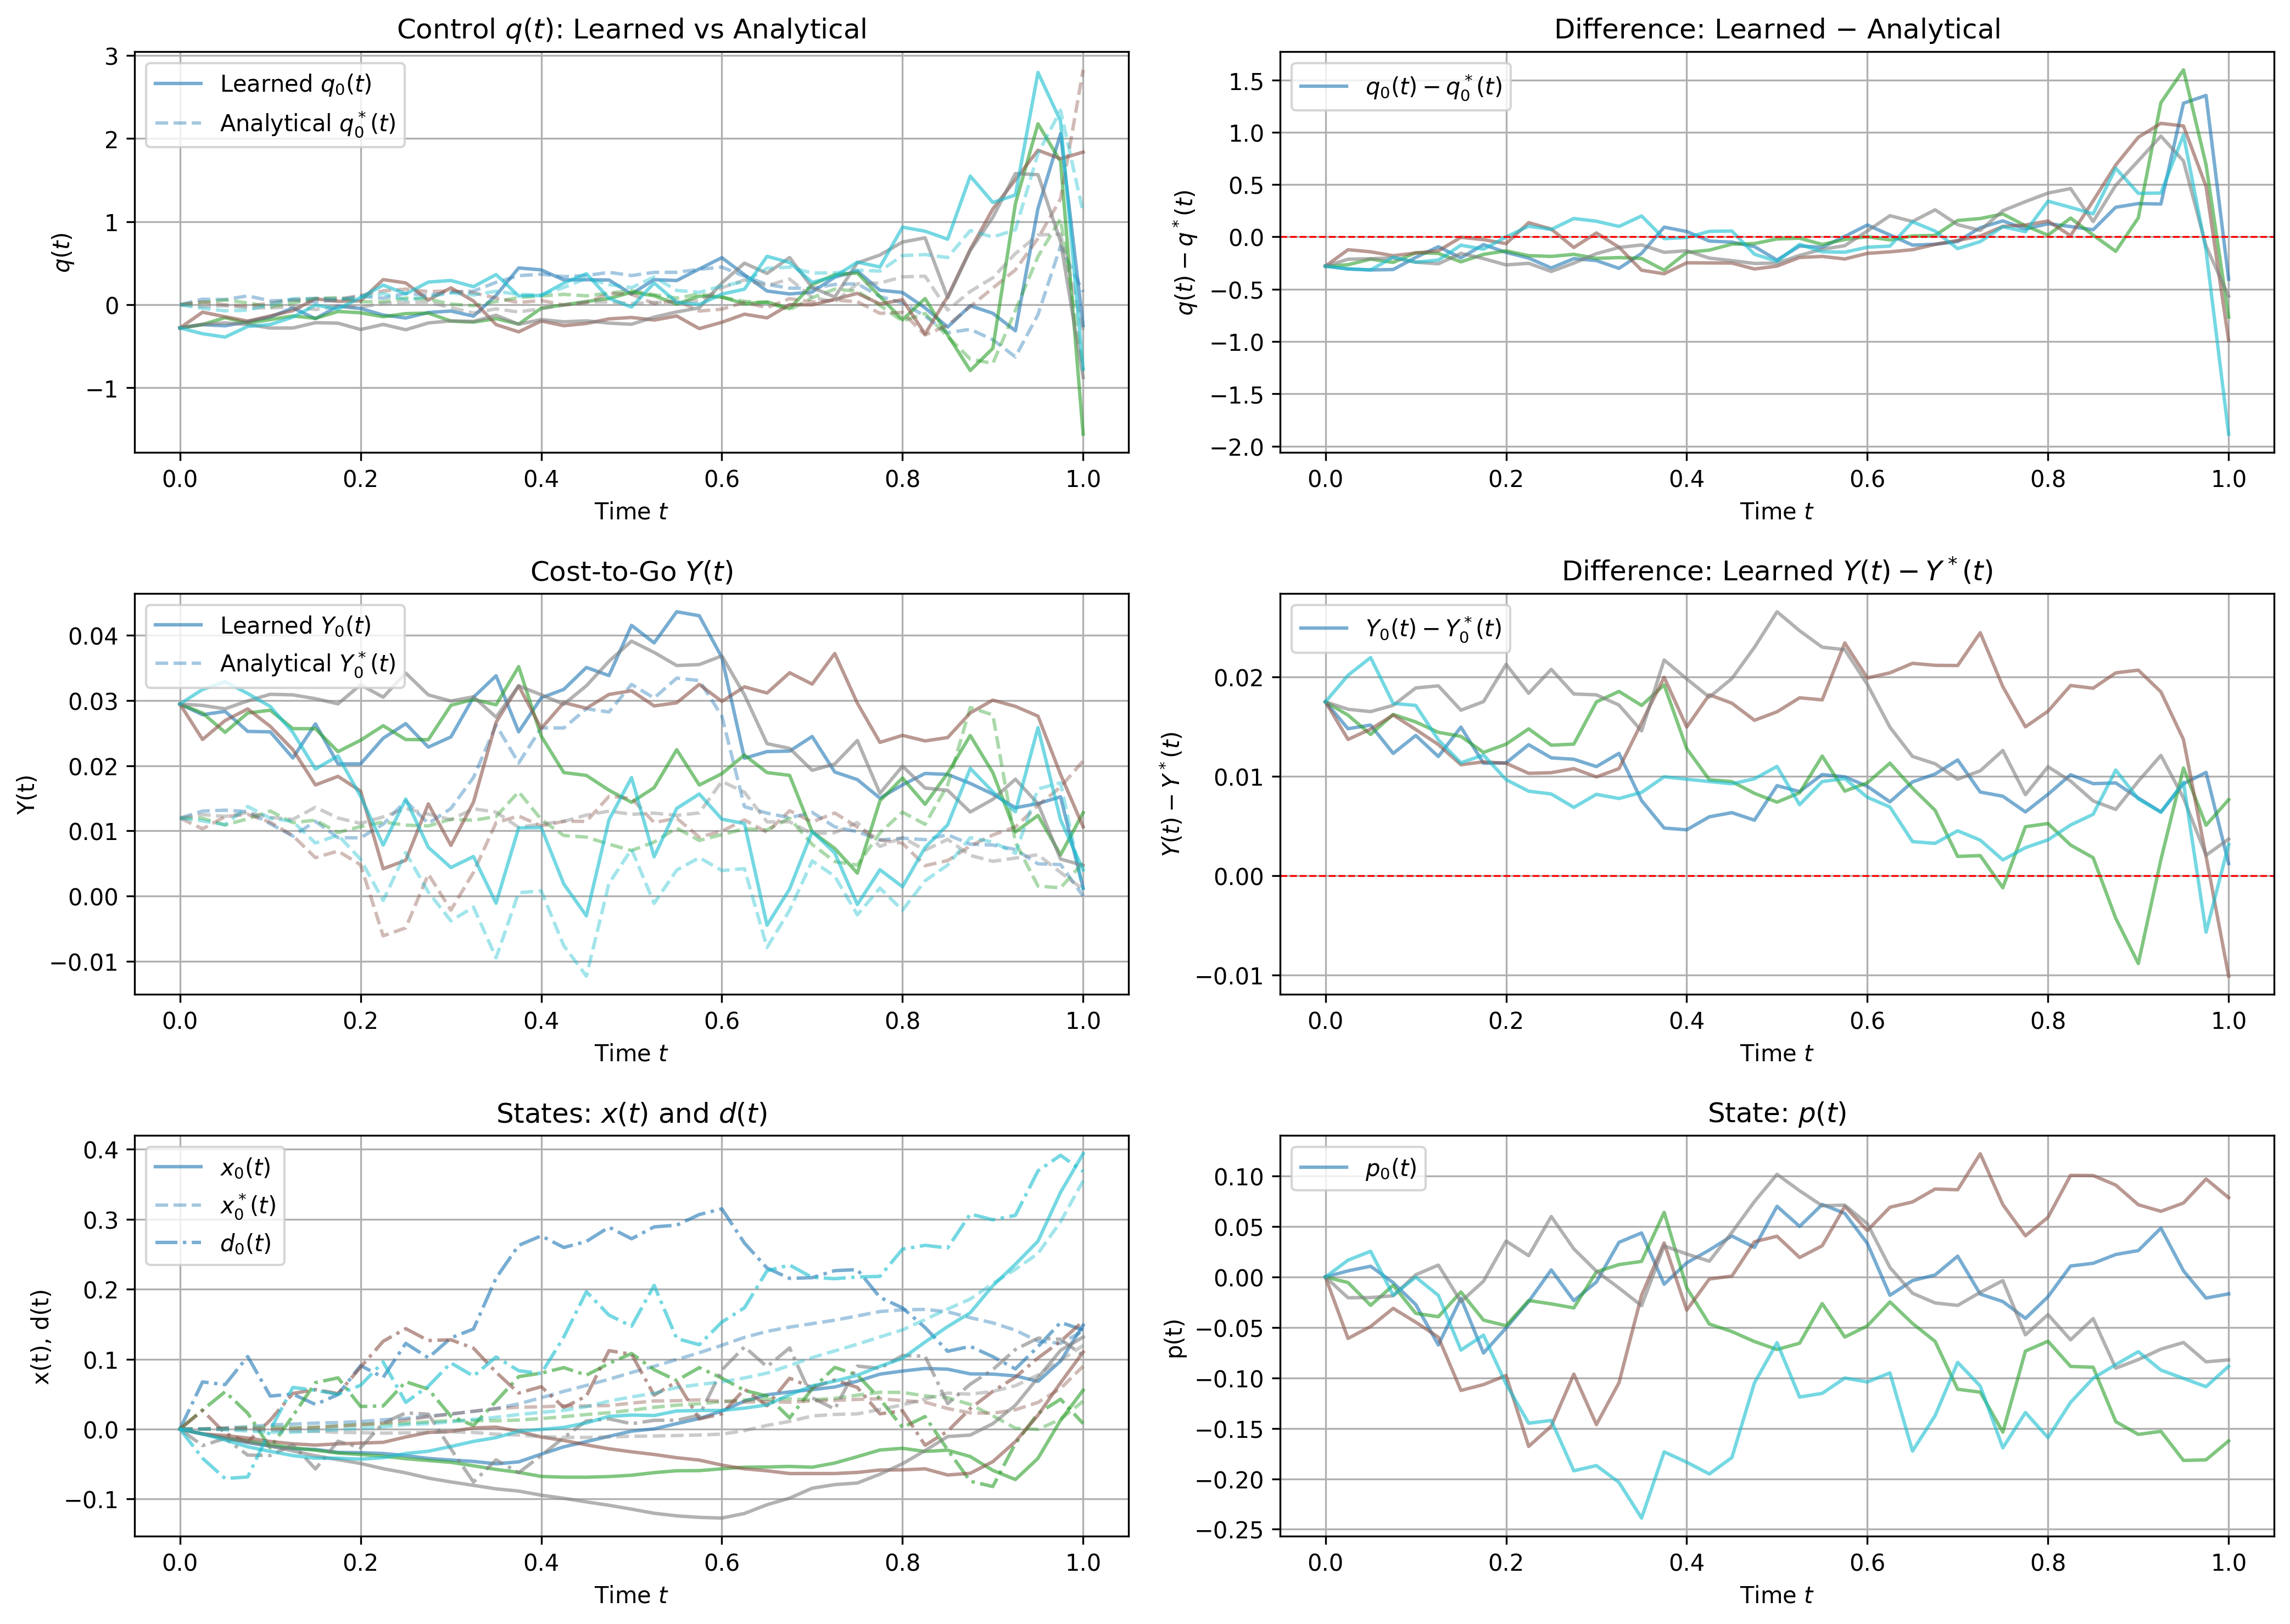 Control q(t): Learned vs Analytical
3
2
1
0
−1
q(t)
Learned q₀(t)
Analytical q₀*(t)
0.0 0.2 0.4 0.6 0.8 1.0
Time t
Difference: Learned − Analytical
1.5
1.0
0.5
0.0
−0.5
−1.0
−1.5
−2.0
q(t) − q*(t)
q₀(t) − q₀*(t)
0.0 0.2 0.4 0.6 0.8 1.0
Time t
Cost-to-Go Y(t)
0.04
0.03
0.02
0.01
0.00
−0.01
Y(t)
Learned Y₀(t)
Analytical Y₀*(t)
0.0 0.2 0.4 0.6 0.8 1.0
Time t
Difference: Learned Y(t) − Y*(t)
0.02
0.01
0.00
−0.01
Y(t) − Y*(t)
Y₀(t) − Y₀*(t)
0.0 0.2 0.4 0.6 0.8 1.0
Time t
States: x(t) and d(t)
0.4
0.3
0.2
0.1
0.0
−0.1
x(t), d(t)
x₀(t)
x₀*(t)
d₀(t)
0.0 0.2 0.4 0.6 0.8 1.0
Time t
State: p(t)
0.10
0.05
0.00
−0.05
−0.10
−0.15
−0.20
−0.25
p(t)
p₀(t)
0.0 0.2 0.4 0.6 0.8 1.0
Time t